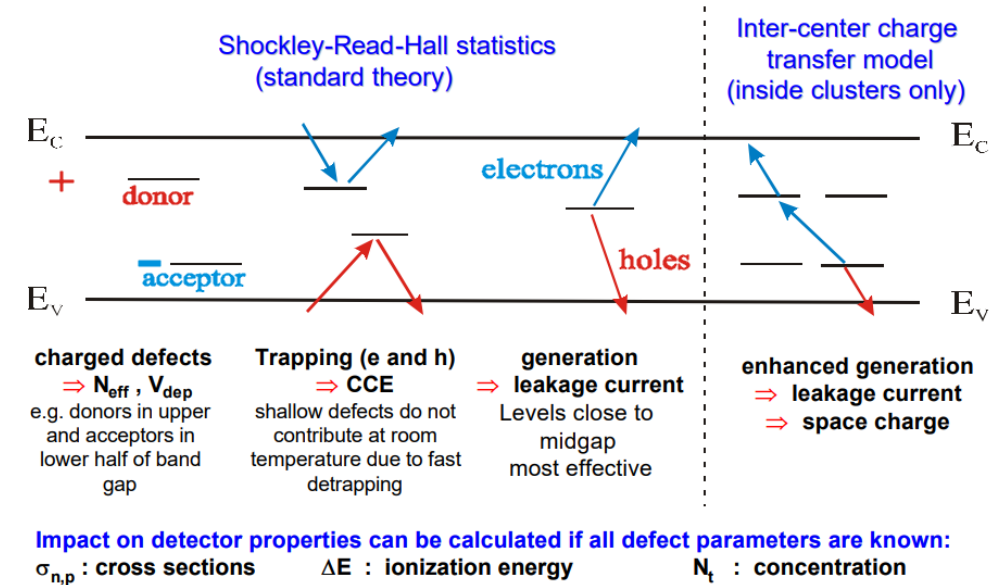 Shockley-Read-Hall statistics
(standard theory)
Inter-center charge
transfer model
(inside clusters only)
E_C
E_C
+
donor
electrons
holes
acceptor
E_V
E_V
charged defects
⇒ N_eff , V_dep
e.g. donors in upper
and acceptors in
lower half of band
gap
Trapping (e and h)
⇒ CCE
shallow defects do not
contribute at room
temperature due to fast
detrapping
generation
⇒ leakage current
Levels close to
midgap
most effective
enhanced generation
⇒ leakage current
⇒ space charge
Impact on detector properties can be calculated if all defect parameters are known:
σ_n,p : cross sections ΔE : ionization energy N_t : concentration